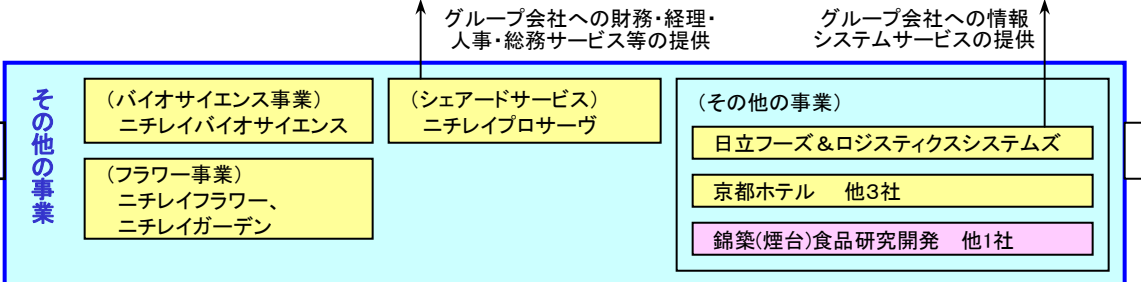 グループ会社への財務・経理・
人事・総務サービス等の提供
グループ会社への情報
システムサービスの提供
その他の事業
（バイオサイエンス事業）
ニチレイバイオサイエンス
（フラワー事業）
ニチレイフラワー、
ニチレイガーデン
（シェアードサービス）
ニチレイプロサーヴ
（その他の事業）
日立フーズ＆ロジスティクスシステムズ
京都ホテル　他3社
錦築(煙台)食品研究開発　他1社